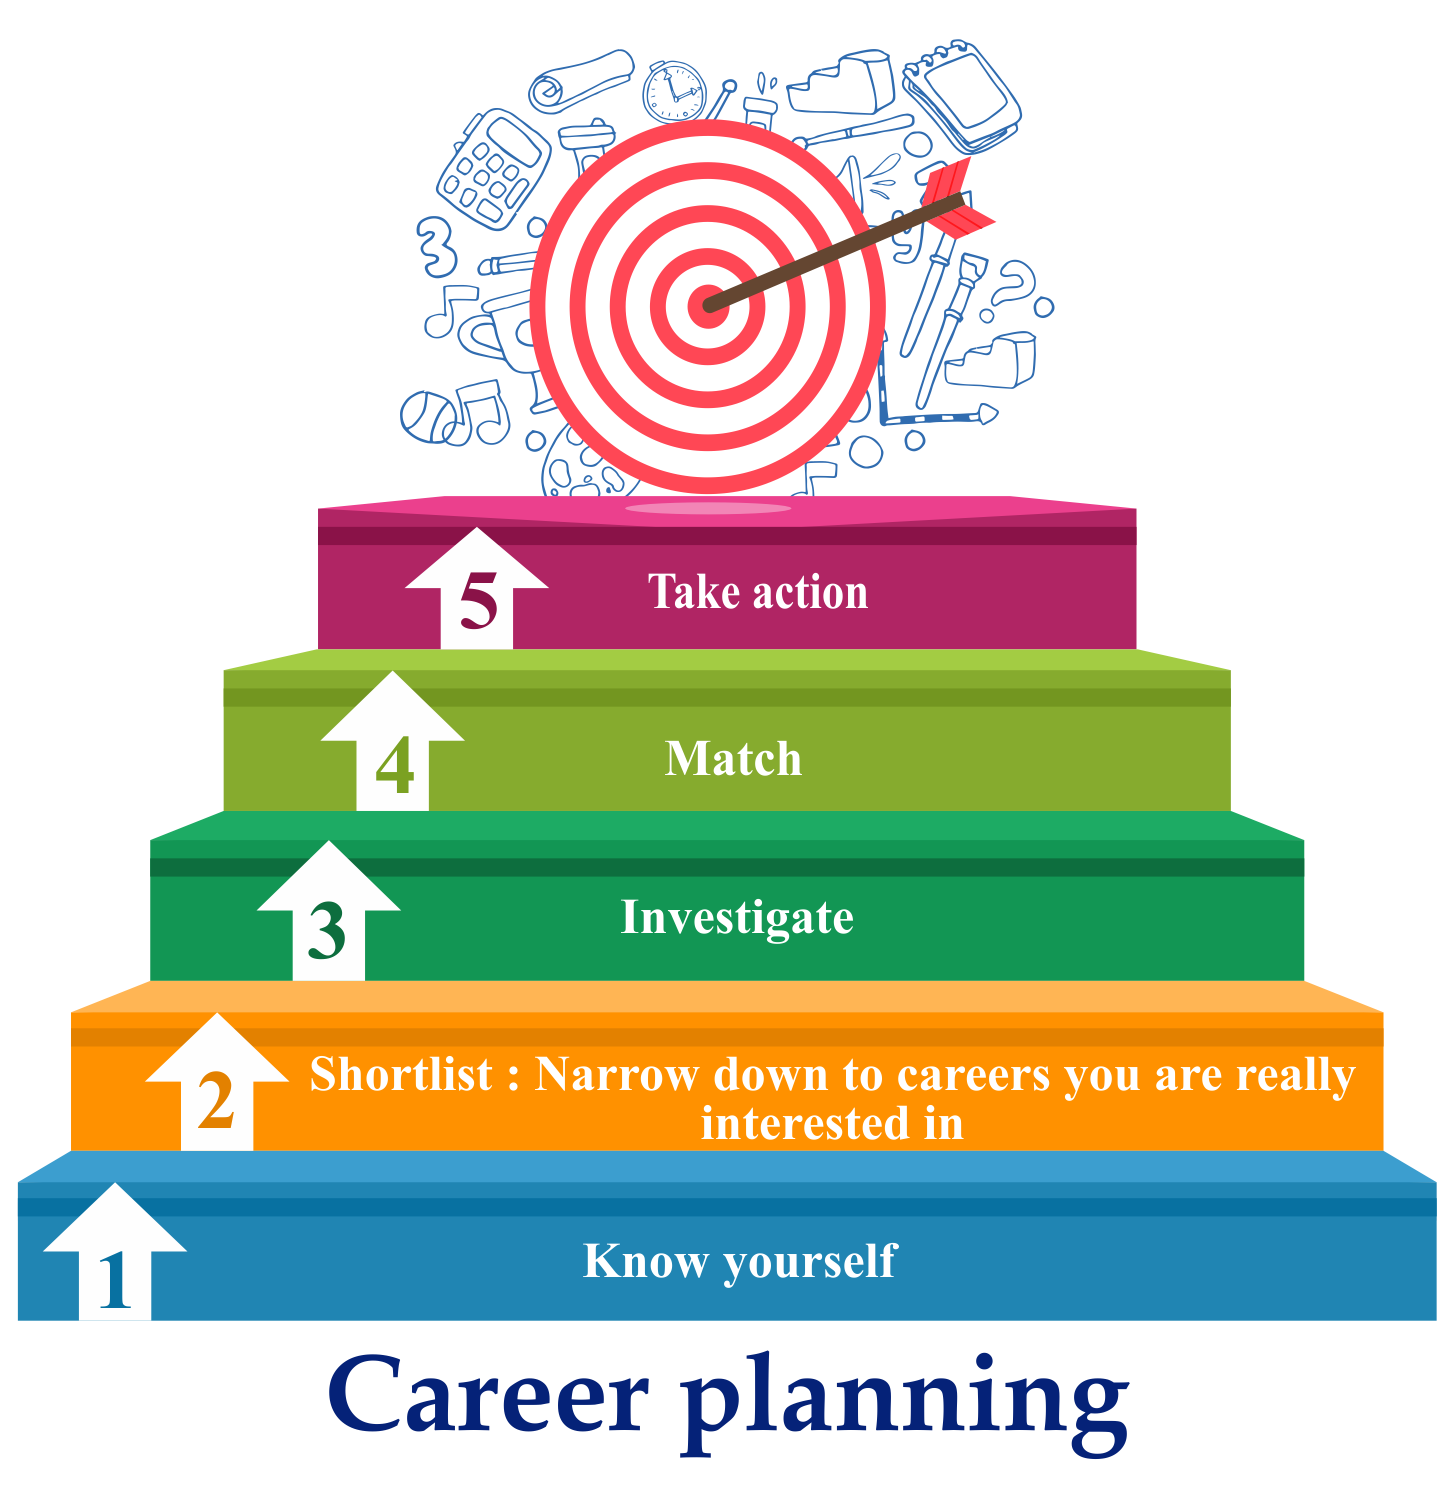 5
Take action
4
Match
3
Investigate
2
Shortlist : Narrow down to careers you are really
interested in
1
Know yourself
Career planning